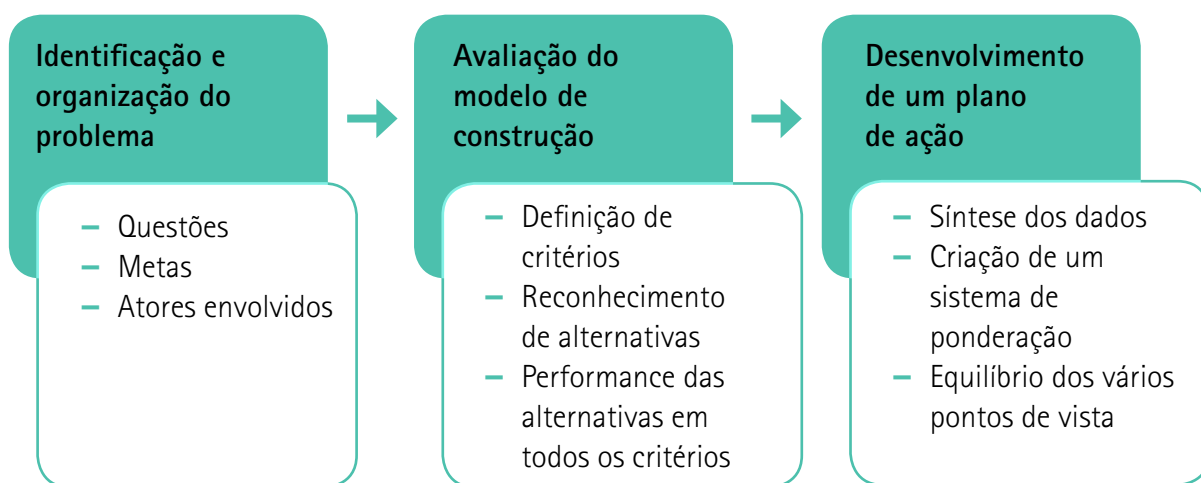 Identificação e
organização do
problema
– Questões
– Metas
– Atores envolvidos
Avaliação do
modelo de
construção
– Definição de
critérios
– Reconhecimento
de alternativas
– Performance das
alternativas em
todos os critérios
Desenvolvimento
de um plano
de ação
– Síntese dos dados
– Criação de um
sistema de
ponderação
– Equilíbrio dos vários
pontos de vista